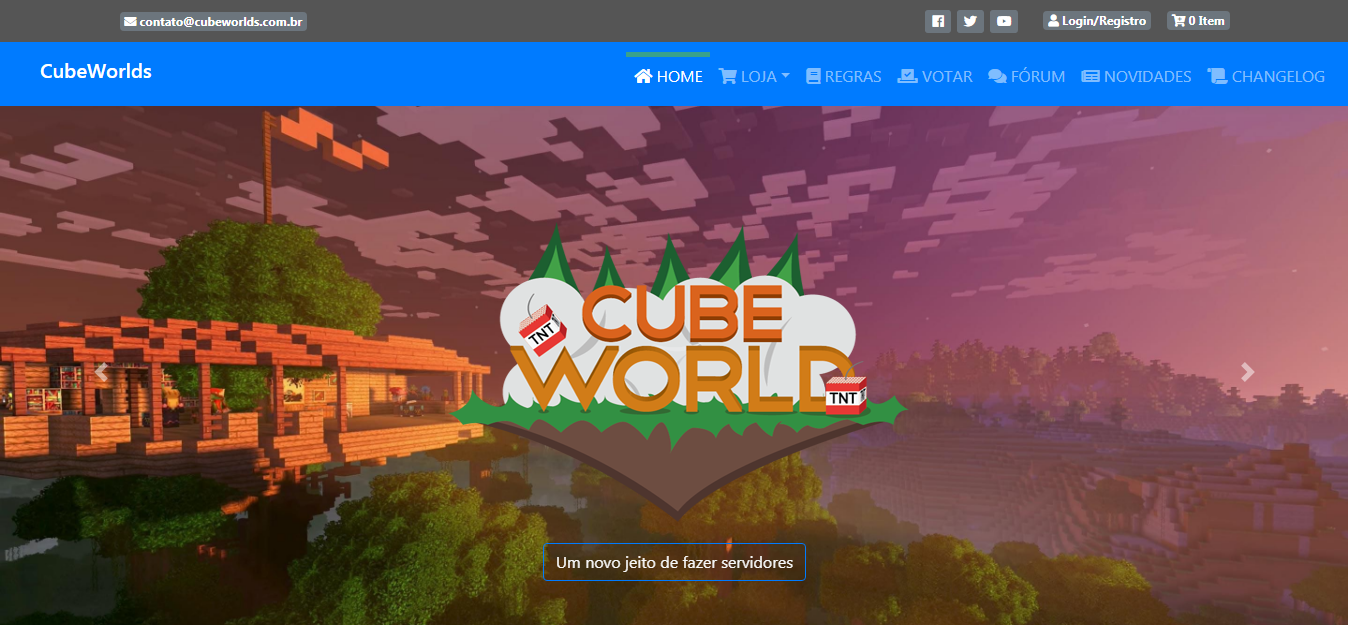 contato@cubeworlds.com.br
Login/Registro
0 Item
CubeWorlds
HOME
LOJA
REGRAS
VOTAR
FÓRUM
NOVIDADES
CHANGELOG
CUBE
TNT
WORLD
TNT
Um novo jeito de fazer servidores